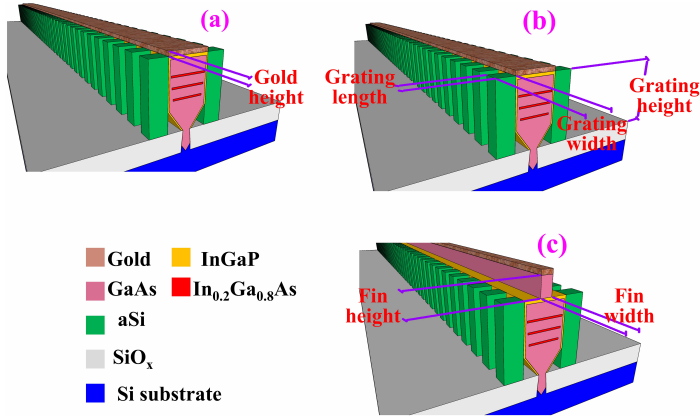 (a)
Gold
height
(b)
Grating
length
Grating
width
Grating
height
Gold
InGaP
GaAs
In0.2Ga0.8As
aSi
SiOx
Si substrate
(c)
Fin
height
Fin
width